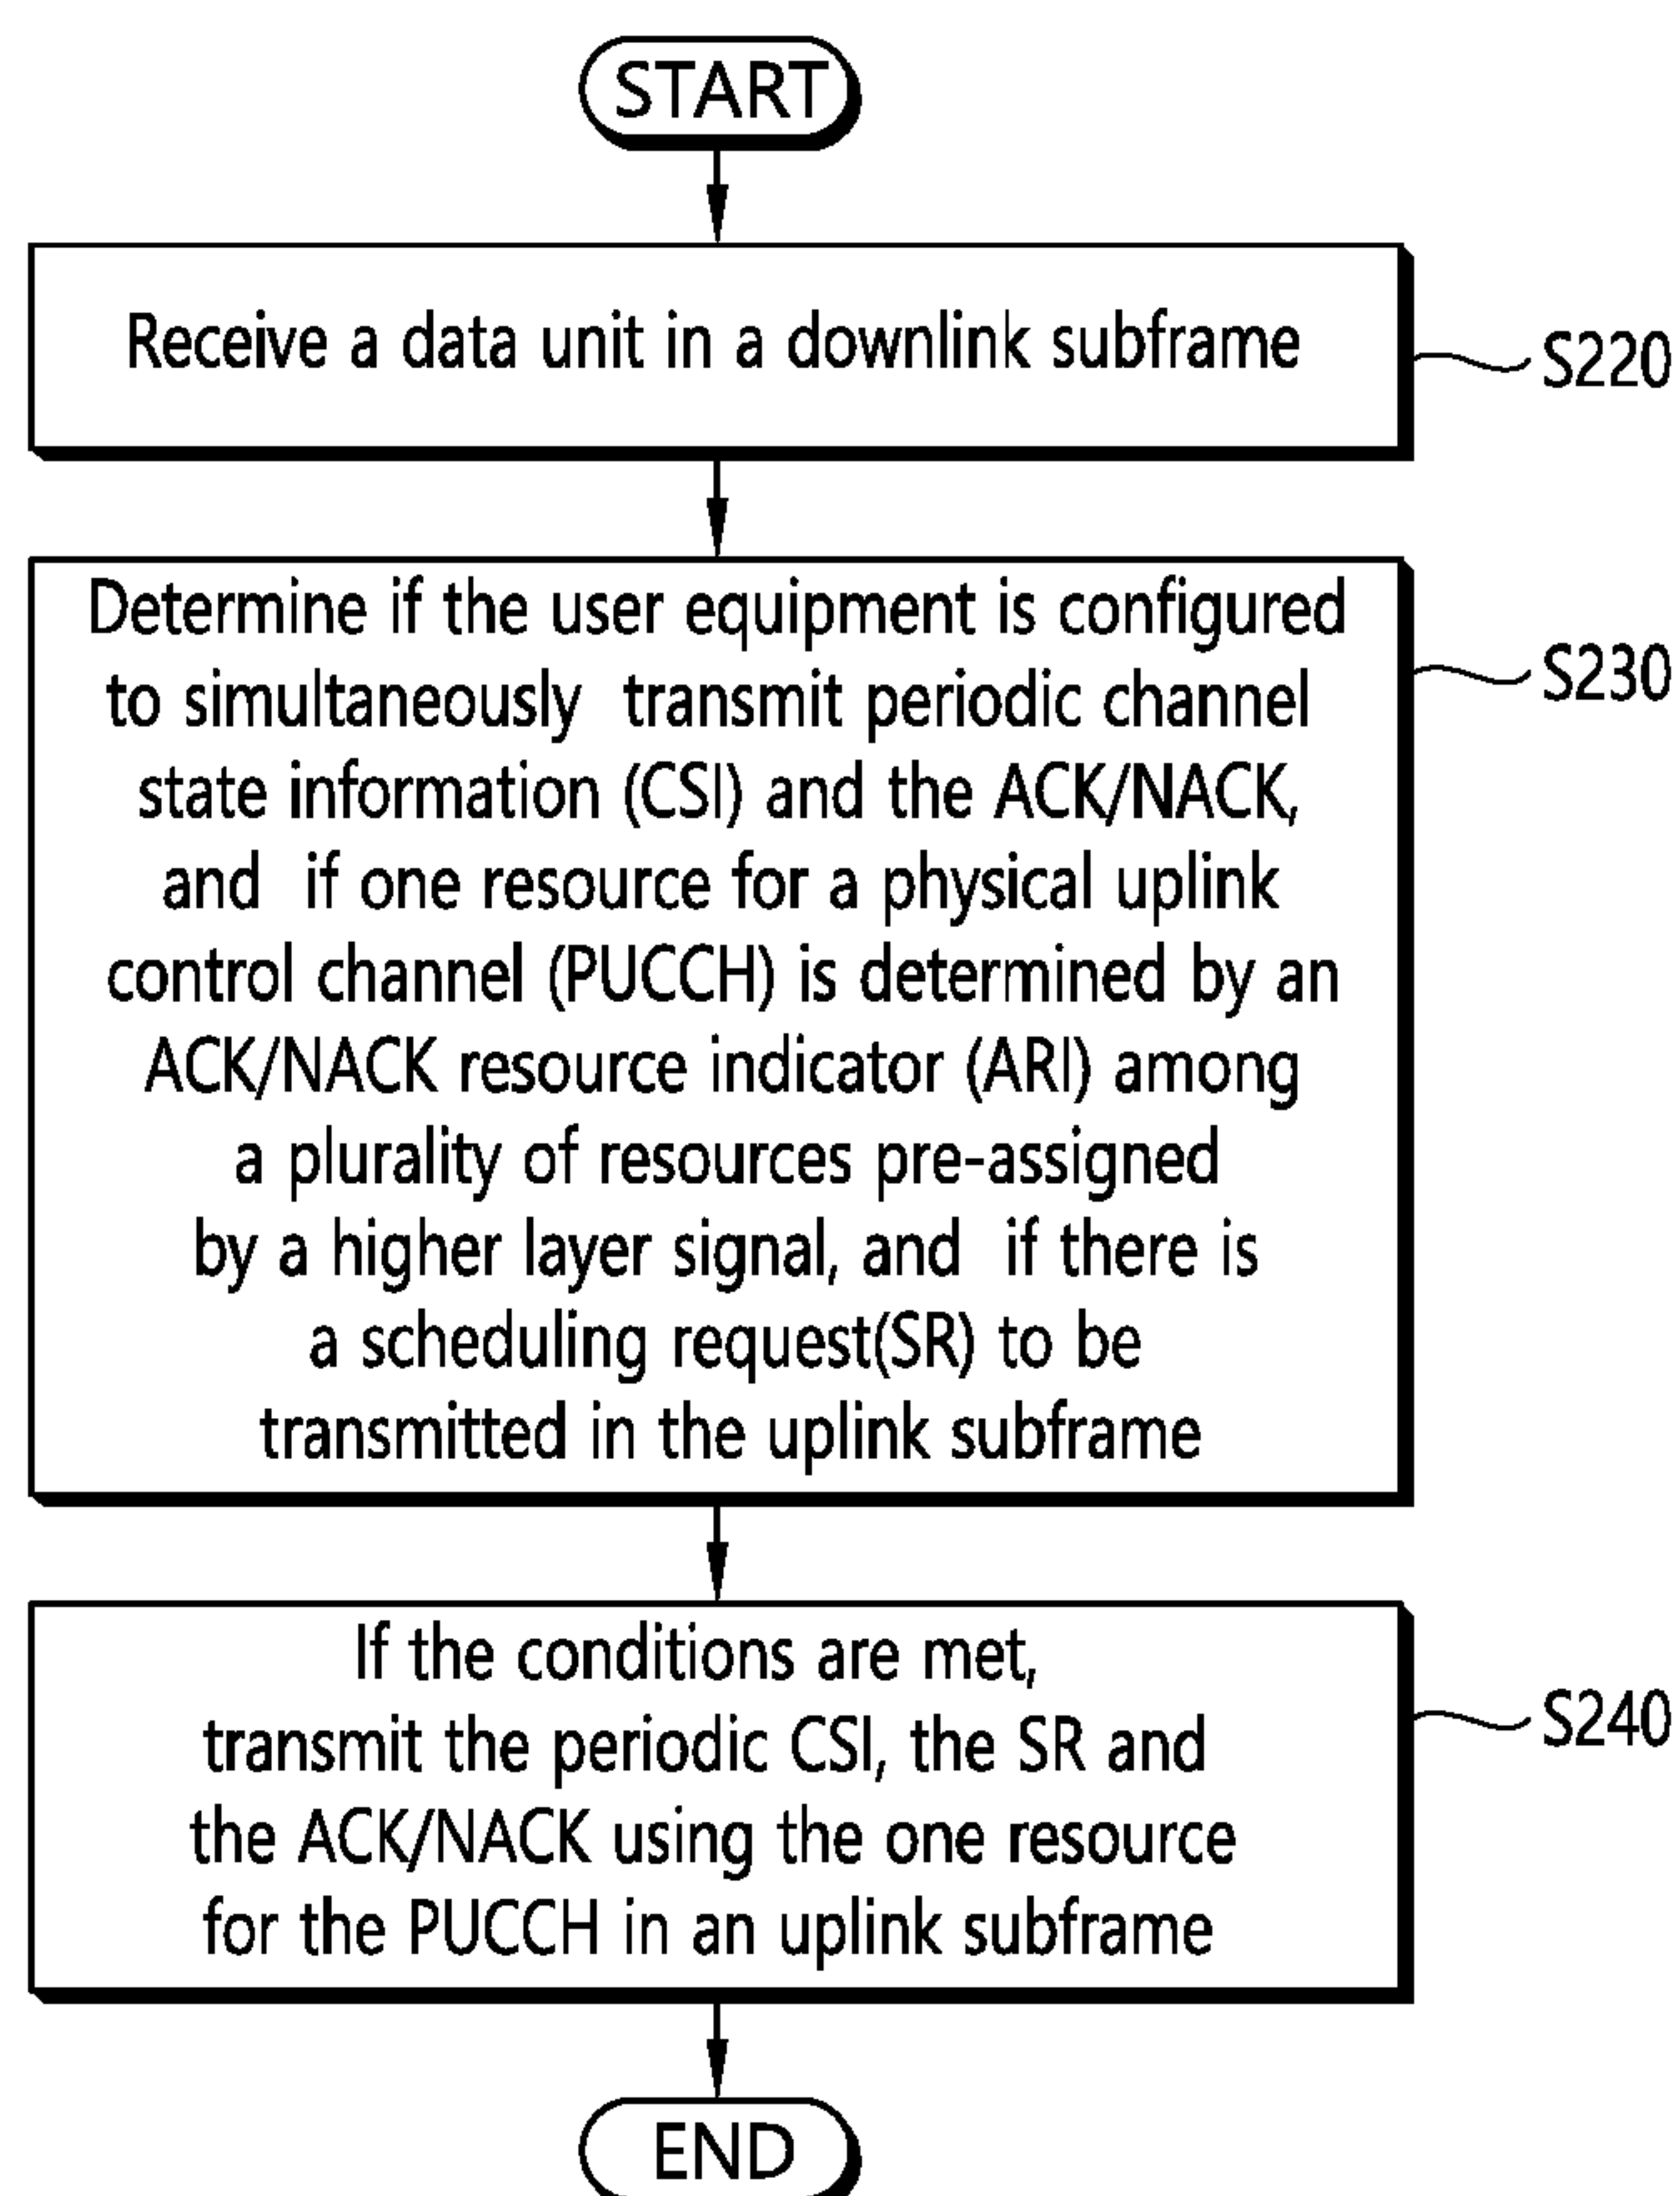 START
Receive a data unit in a downlink subframe
S220
Determine if the user equipment is configured
to simultaneously transmit periodic channel
state information (CSI) and the ACK/NACK,
and if one resource for a physical uplink
control channel (PUCCH) is determined by an
ACK/NACK resource indicator (ARI) among
a plurality of resources pre-assigned
by a higher layer signal, and if there is
a scheduling request(SR) to be
transmitted in the uplink subframe
S230
If the conditions are met,
transmit the periodic CSI, the SR and
the ACK/NACK using the one resource
for the PUCCH in an uplink subframe
S240
END